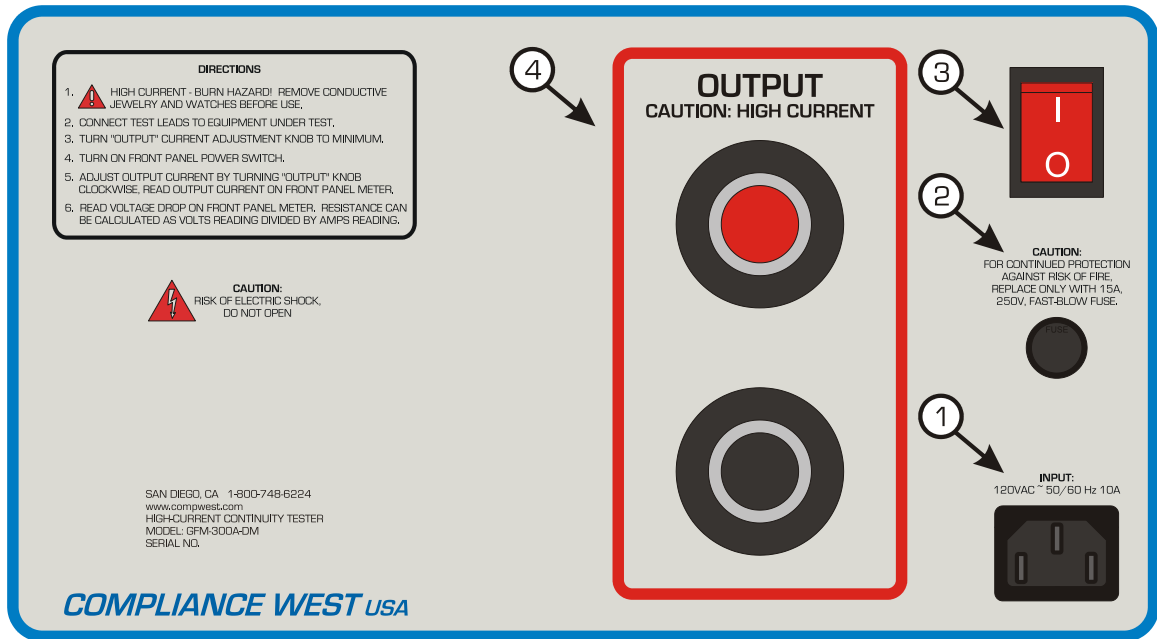 DIRECTIONS
1. HIGH CURRENT - BURN HAZARD! REMOVE CONDUCTIVE
JEWELRY AND WATCHES BEFORE USE.
2. CONNECT TEST LEADS TO EQUIPMENT UNDER TEST.
3. TURN "OUTPUT" CURRENT ADJUSTMENT KNOB TO MINIMUM.
4. TURN ON FRONT PANEL POWER SWITCH.
5. ADJUST OUTPUT CURRENT BY TURNING "OUTPUT" KNOB
CLOCKWISE, READ OUTPUT CURRENT ON FRONT PANEL METER.
6. READ VOLTAGE DROP ON FRONT PANEL METER. RESISTANCE CAN
BE CALCULATED AS VOLTS READING DIVIDED BY AMPS READING.
CAUTION:
RISK OF ELECTRIC SHOCK,
DO NOT OPEN
SAN DIEGO, CA 1-800-748-6224
www.compwest.com
HIGH-CURRENT CONTINUITY TESTER
MODEL: GFM-300A-DM
SERIAL NO.
COMPLIANCE WEST USA
4
OUTPUT
CAUTION: HIGH CURRENT
3
I
O
2
CAUTION:
FOR CONTINUED PROTECTION
AGAINST RISK OF FIRE,
REPLACE ONLY WITH 15A,
250V, FAST-BLOW FUSE.
FUSE
1
INPUT:
120VAC ~ 50/60 Hz 10A